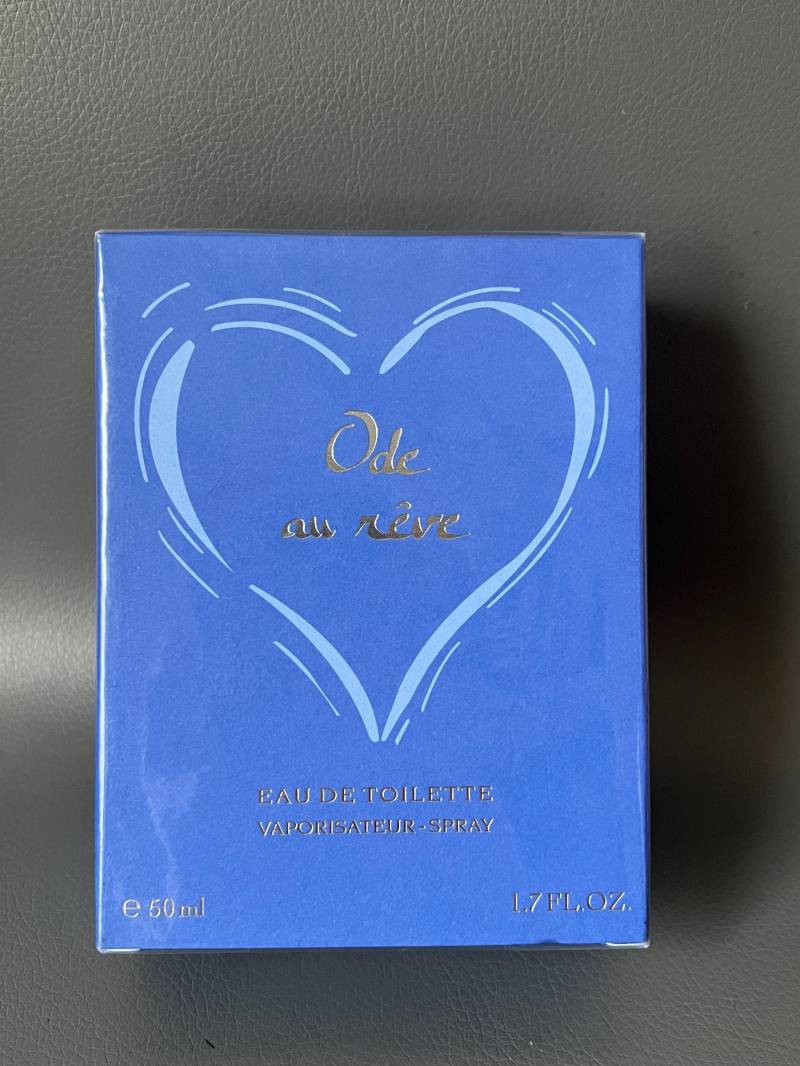 Ode
au rêve
EAU DE TOILETTE
VAPORISATEUR-SPRAY
℮ 50 ml
1.7 FL.OZ.